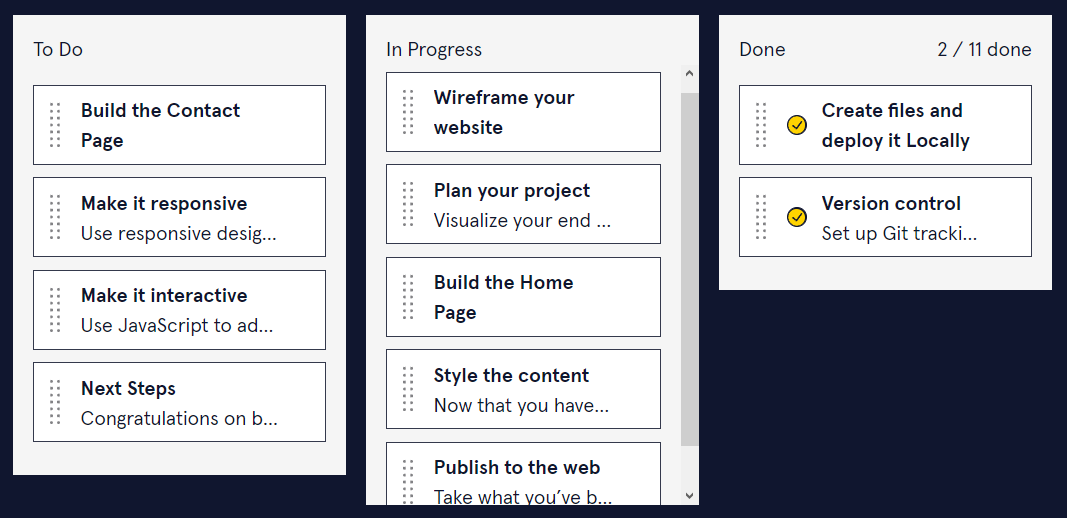 To Do
Build the Contact
Page
Make it responsive
Use responsive desig...
Make it interactive
Use JavaScript to ad...
Next Steps
Congratulations on b...
In Progress
Wireframe your
website
Plan your project
Visualize your end ...
Build the Home
Page
Style the content
Now that you have...
Publish to the web
Take what you’ve b...
Done
2 / 11 done
Create files and
deploy it Locally
Version control
Set up Git tracki...